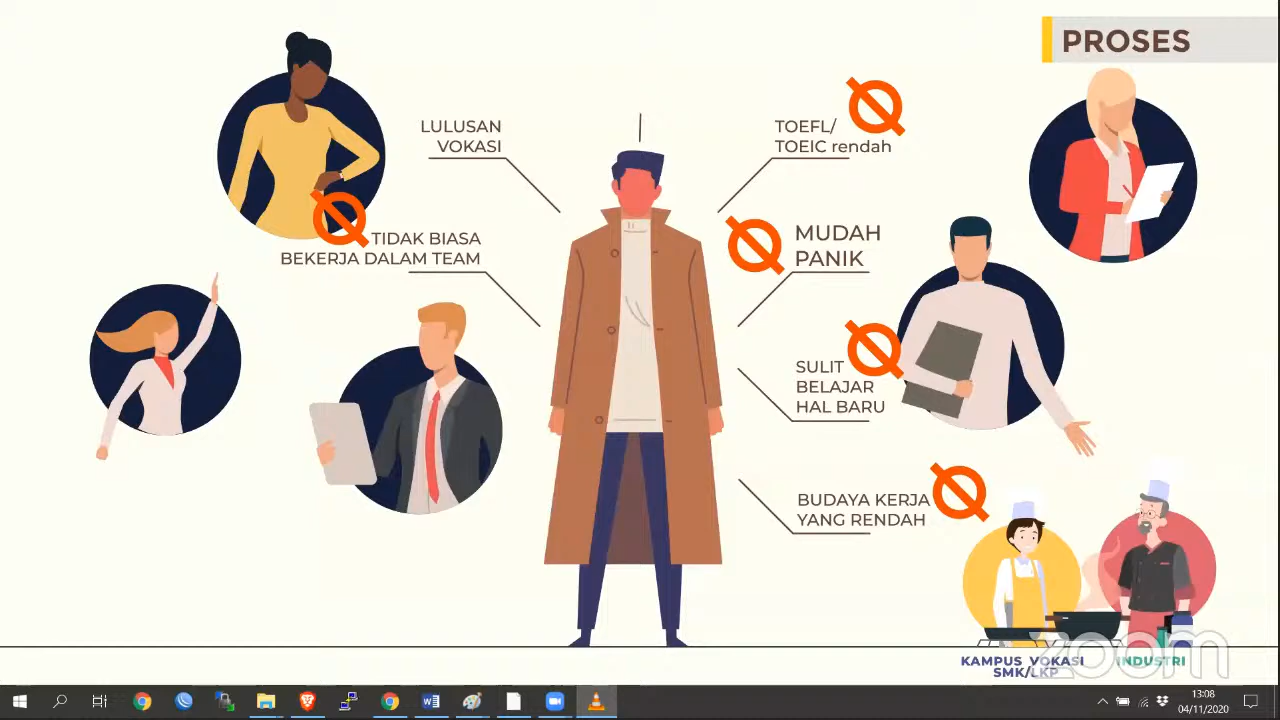 PROSES
LULUSAN
VOKASI
TOEFL/
TOEIC rendah
TIDAK BIASA
BEKERJA DALAM TEAM
MUDAH
PANIK
SULIT
BELAJAR
HAL BARU
BUDAYA KERJA
YANG RENDAH
KAMPUS VOKASI
SMK/LKP
INDUSTRI
zoom
13:08
04/11/2020